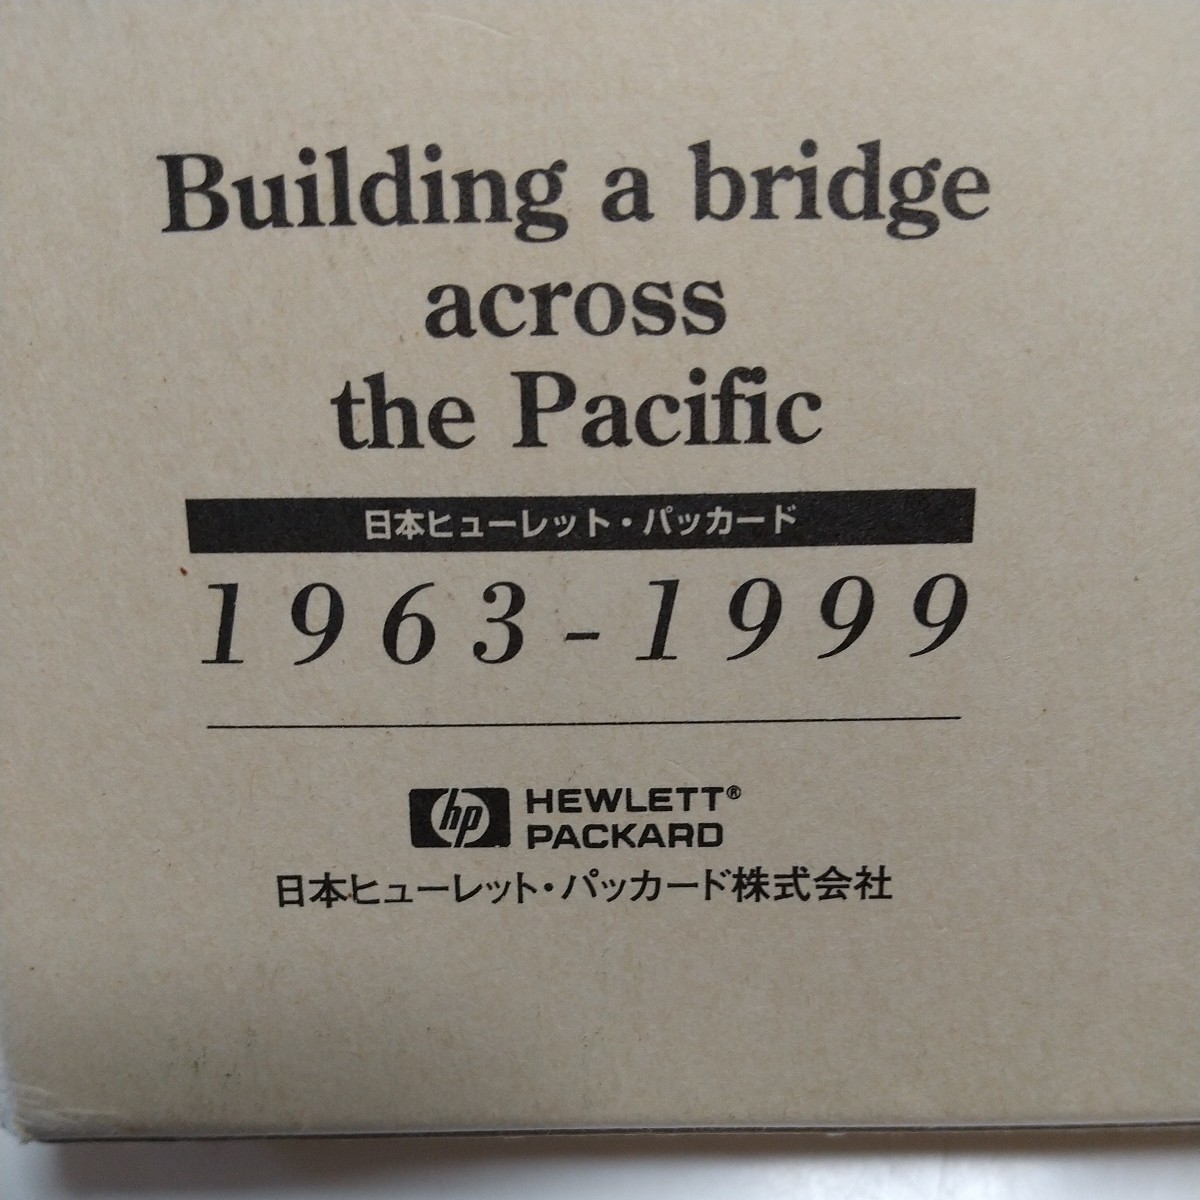 Building a bridge
across
the Pacific
日本ヒューレット・パッカード
1963-1999
hp HEWLETT®
PACKARD
日本ヒューレット・パッカード株式会社